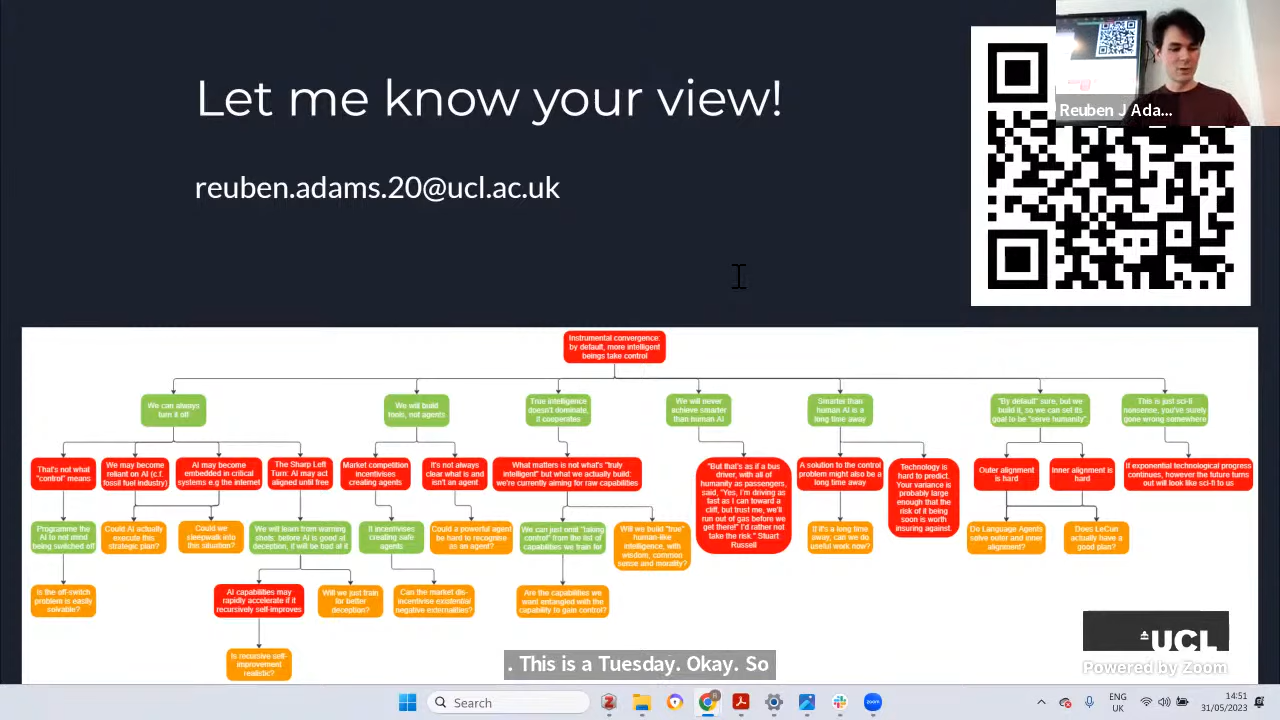 Let me know your view!
reuben.adams.20@ucl.ac.uk
Reuben J Ada...
Instrumental convergence:
by default, more intelligent
beings take control
We can always
turn it off
We will build
tools, not agents
True intelligence
doesn't dominate,
it cooperates
We will never
achieve smarter
than human AI
Smarter than
human AI is a
long time away
"By default" sure, but we
build it, so we can set its
goal to be "serve humanity"
This is just sci-fi
nonsense, you've surely
gone wrong somewhere
That's not what
"control" means
We may become
reliant on AI (c.f.
fossil fuel industry)
AI may become
embedded in critical
systems e.g the internet
The Sharp Left
Turn: AI may act
aligned until free
Market competition
incentivises
creating agents
It's not always
clear what is and
isn't an agent
What matters is not what's "truly
intelligent" but what we actually build:
we're currently aiming for raw capabilities
"But that's as if a bus
driver, with all of
humanity as passengers,
said, "Yes, I'm driving as
fast as I can toward a
cliff, but trust me, we'll
run out of gas before we
get there!" I'd rather not
take the risk." Stuart
Russell
A solution to the control
problem might also be a
long time away
Technology is
hard to predict.
Your variance is
probably large
enough that the
risk of if being
soon is worth
insuring against.
Outer alignment
is hard
Inner alignment is
hard
If exponential technological progress
continues, however the future turns
out will look like sci-fi to us
Programme the
AI to not mind
being switched off
Could AI actually
execute this
strategic plan?
Could we
sleepwalk into
this situation?
We will learn from warning
shots: before AI is good at
deception, it will be bad at it
It incentivises
creating safe
agents
Could a powerful agent
be hard to recognise
as an agent?
We can just omit "taking
control" from the list of
capabilities we train for
Will we build "true"
human-like
intelligence, with
wisdom, common
sense and morality?
If it's a long time
away, can we do
useful work now?
Do Language Agents
solve outer and inner
alignment?
Does LeCun
actually have a
good plan?
Is the off-switch
problem is easily
solvable?
AI capabilities may
rapidly accelerate if it
recursively self-improves
Will we just train
for better
deception?
Can the market dis-
incentivise existential
negative externalities?
Are the capabilities we
want entangled with the
capability to gain control?
Is recursive self-
improvement
realistic?
. This is a Tuesday. Okay. So
UCL
Powered by Zoom
Search
zoom
ENG
UK
14:51
31/05/2023